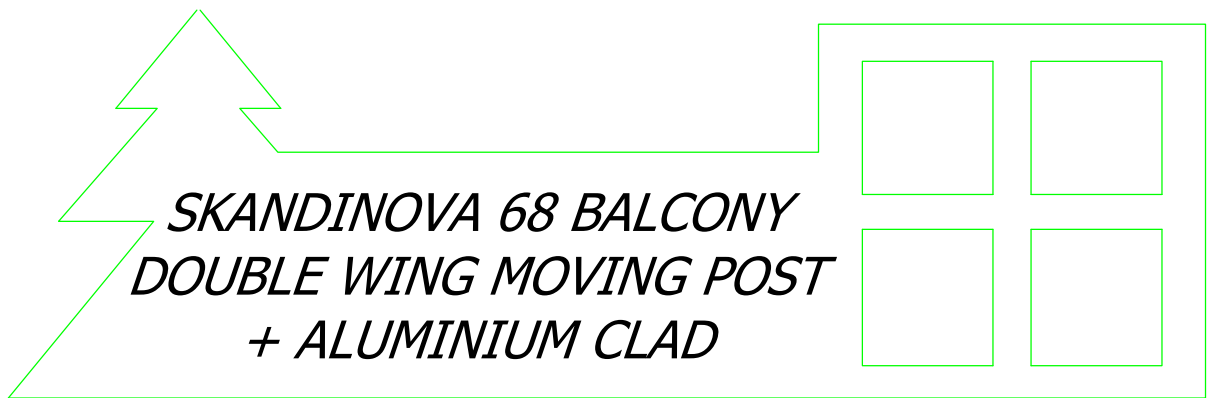 SKANDINOVA 68 BALCONY
DOUBLE WING MOVING POST
+ ALUMINIUM CLAD